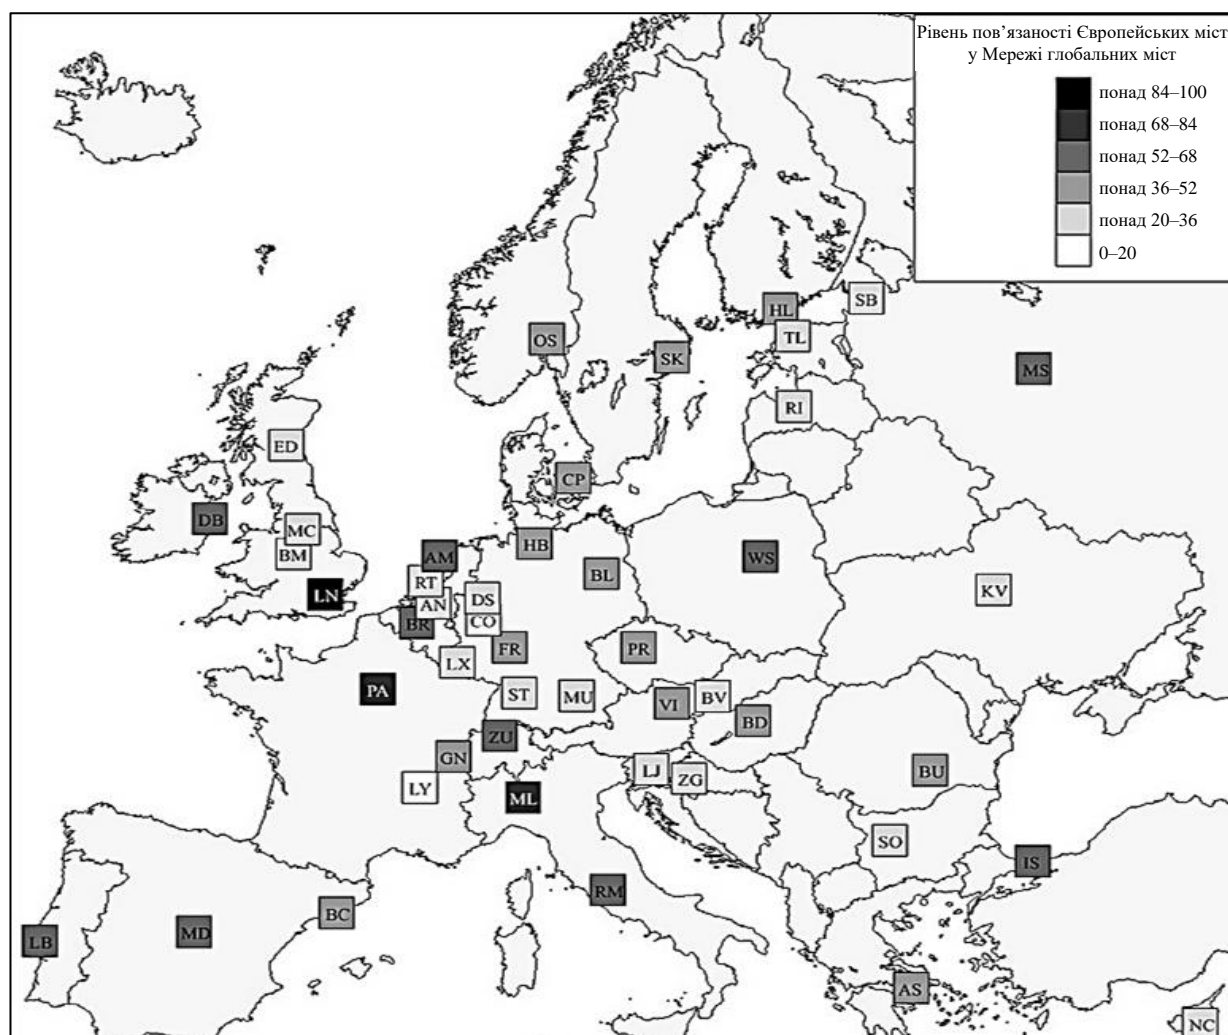 Рівень пов’язаності Європейських міст
у Мережі глобальних міст
понад 84–100
понад 68–84
понад 52–68
понад 36–52
понад 20–36
0–20
SB
HL
TL
OS
SK
MS
RI
ED
CP
DB
MC
HB
BM
AM
WS
BL
RT
KV
LN
DS
AN
BR
CO
FR
PR
LX
PA
ST
MU
BV
VI
BD
ZU
GN
LJ
BU
ZG
LY
ML
SO
IS
RM
BC
MD
LB
AS
NC